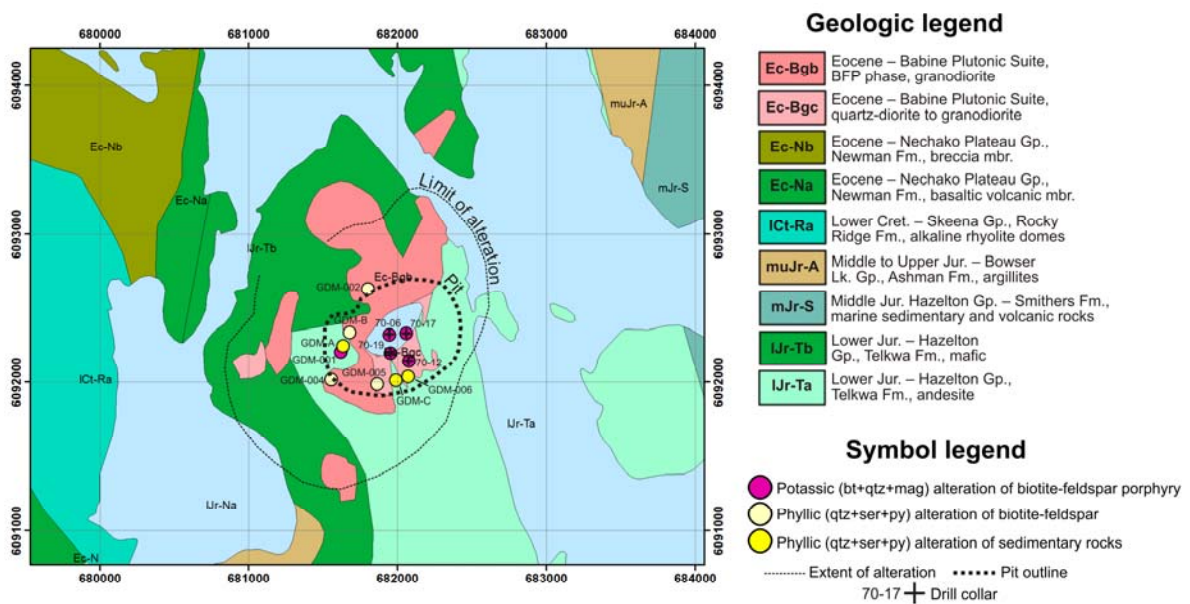 680000 681000 682000 683000 684000
6094000
6093000
6092000
6091000
Ec-Nb
Ec-Na
muJr-A
mJr-S
Limit of alteration
lJr-Tb
Ec-Bgb
GDM-002
Pit
GDM-B
70-06
70-17
GDM-A
70-19
GDM-001
70-12
GDM-005
GDM-004
GDM-006
GDM-C
lCt-Ra
lJr-Ta
lJr-Na
Ec-N
680000 681000 682000 683000 684000
Geologic legend
Ec-Bgb Eocene – Babine Plutonic Suite,
BFP phase, granodiorite
Ec-Bgc Eocene – Babine Plutonic Suite,
quartz-diorite to granodiorite
Ec-Nb Eocene – Nechako Plateau Gp.,
Newman Fm., breccia mbr.
Ec-Na Eocene – Nechako Plateau Gp.,
Newman Fm., basaltic volcanic mbr.
lCt-Ra Lower Cret. – Skeena Gp., Rocky
Ridge Fm., alkaline rhyolite domes
muJr-A Middle to Upper Jur. – Bowser
Lk. Gp., Ashman Fm., argillites
mJr-S Middle Jur. Hazelton Gp. – Smithers Fm.,
marine sedimentary and volcanic rocks
lJr-Tb Lower Jur. – Hazelton
Gp., Telkwa Fm., mafic
lJr-Ta Lower Jur. – Hazelton Gp.,
Telkwa Fm., andesite
Symbol legend
Potassic (bt+qtz+mag) alteration of biotite-feldspar porphyry
Phyllic (qtz+ser+py) alteration of biotite-feldspar
Phyllic (qtz+ser+py) alteration of sedimentary rocks
Extent of alteration Pit outline
70-17 Drill collar